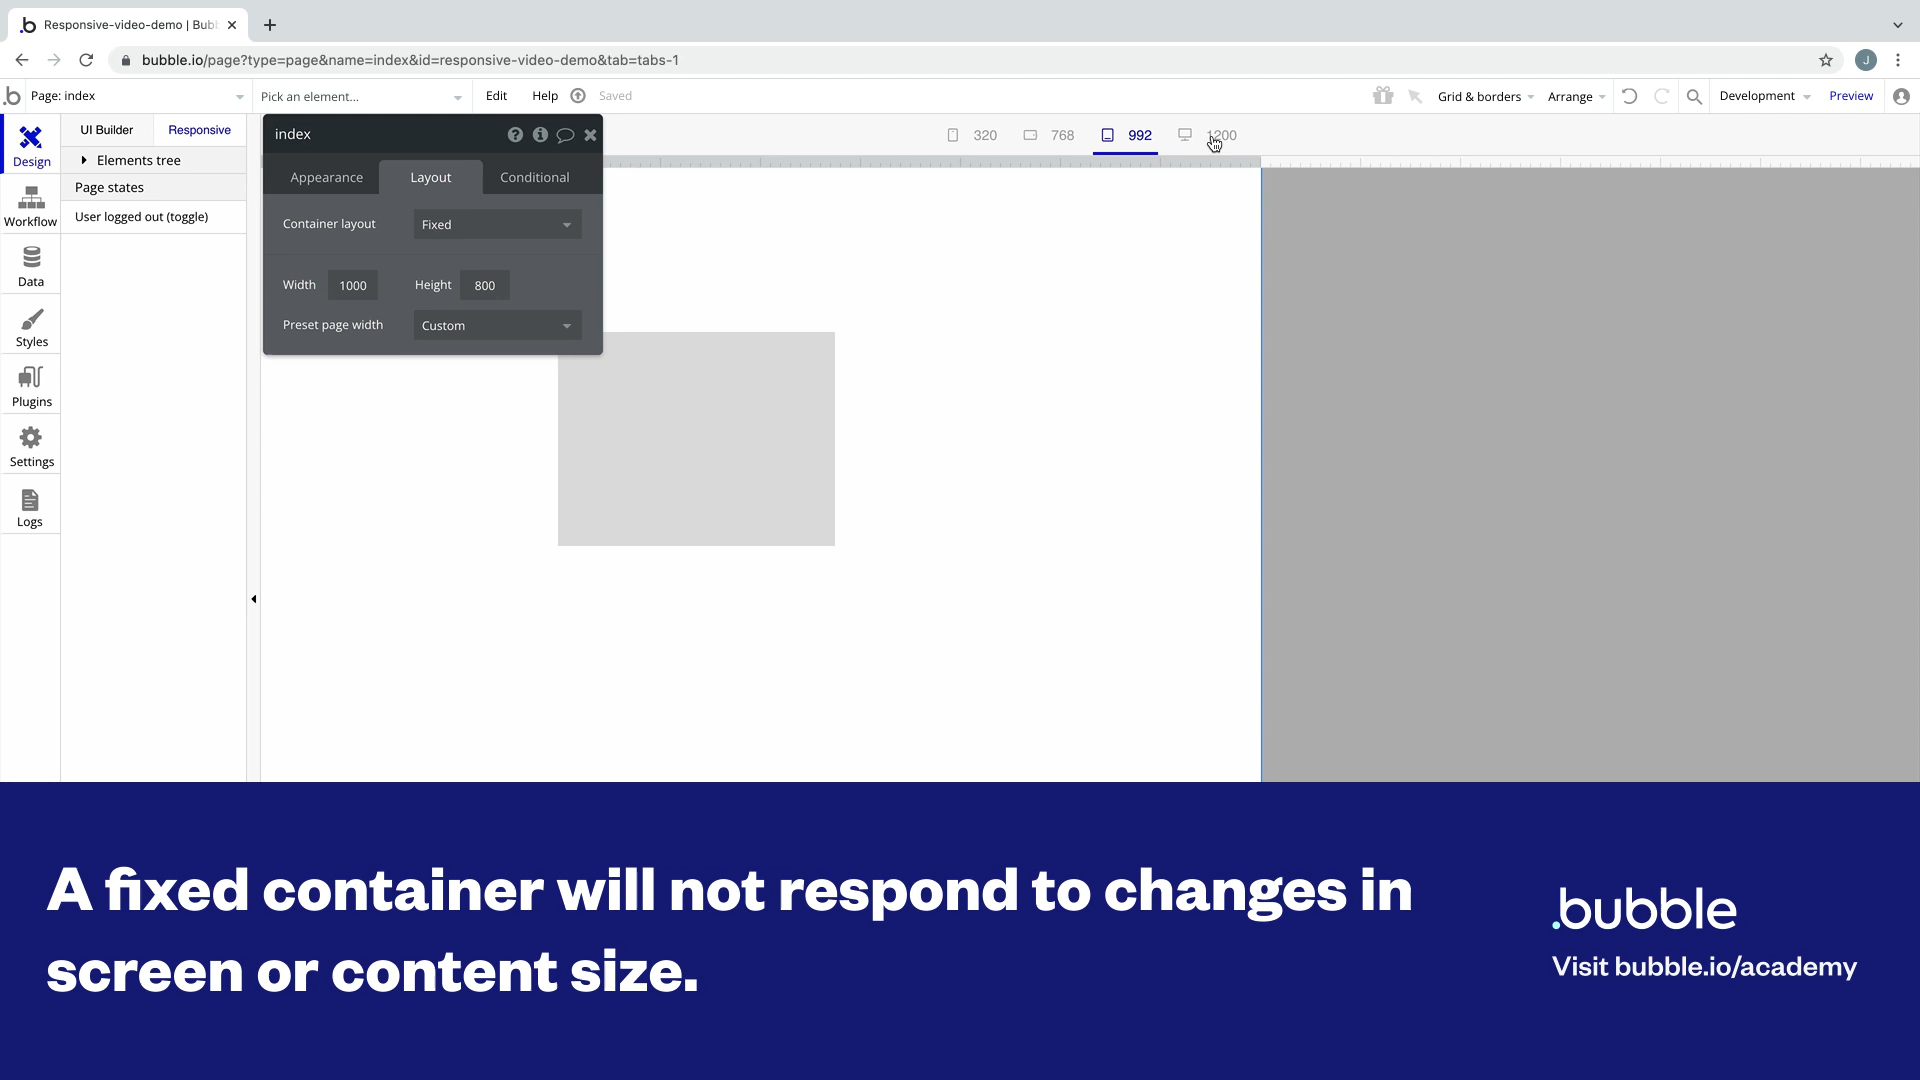 Responsive-video-demo | Bub
bubble.io/page?type=page&name=index&id=responsive-video-demo&tab=tabs-1
J
Page: index
Pick an element...
Edit
Help
Saved
Grid & borders
Arrange
Development
Preview
Design
Workflow
Data
Styles
Plugins
Settings
Logs
UI Builder
Responsive
Elements tree
Page states
User logged out (toggle)
index
Appearance
Layout
Conditional
Container layout
Fixed
Width
1000
Height
800
Preset page width
Custom
320
768
992
1200
A fixed container will not respond to changes in
screen or content size.
.bubble
Visit bubble.io/academy